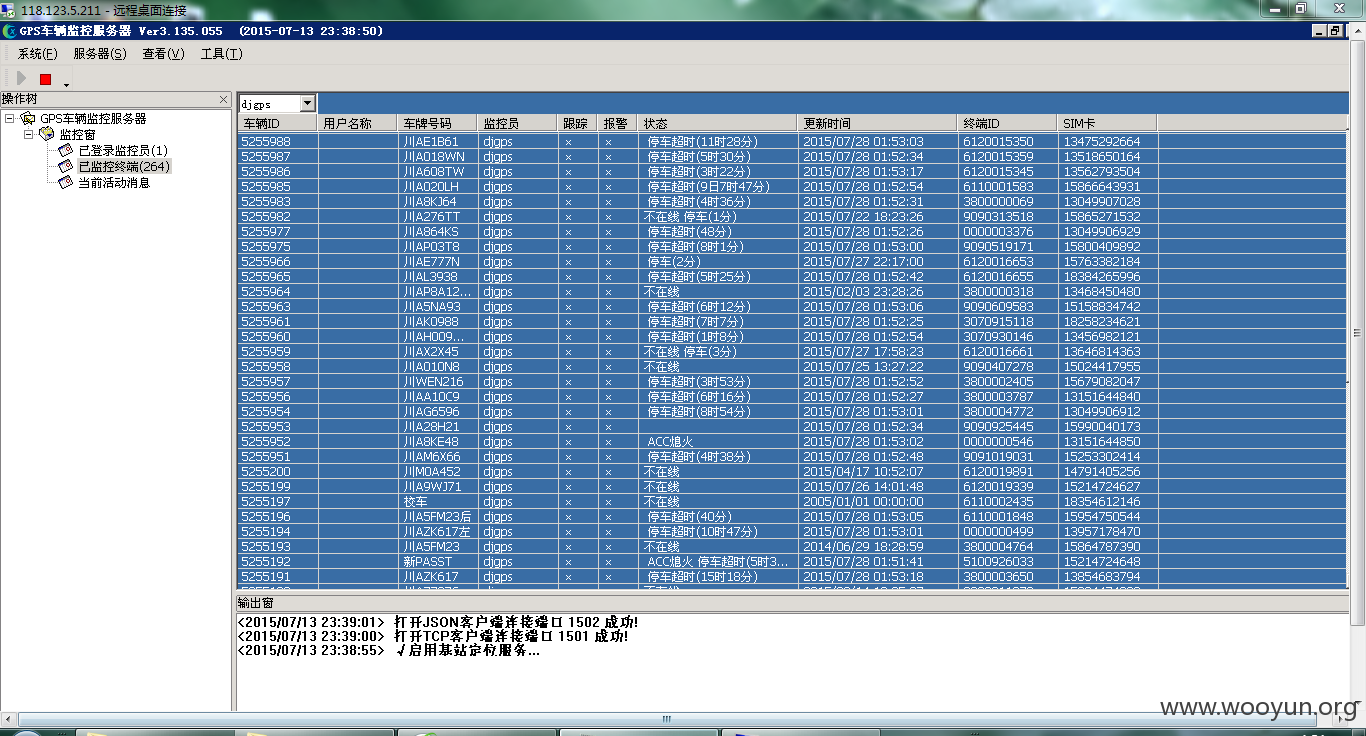 118.123.5.211 - 远程桌面连接
GPS车辆监控服务器 Ver3.135.055 (2015-07-13 23:38:50)
系统(F) 服务器(S) 查看(V) 工具(T)
操作树
GPS车辆监控服务器
监控窗
已登录监控员(1)
已监控终端(264)
当前活动消息
djgps
车辆ID 用户名称 车牌号码 监控员 跟踪 报警 状态 更新时间 终端ID SIM卡
5255988 川AE1B61 djgps × × 停车超时(11时28分) 2015/07/28 01:53:03 6120015350 13475292664
5255987 川A018WN djgps × × 停车超时(5时30分) 2015/07/28 01:52:34 6120015359 13518650164
5255986 川A608TW djgps × × 停车超时(3时22分) 2015/07/28 01:53:17 6120015345 13562793504
5255985 川A020LH djgps × × 停车超时(9日7时47分) 2015/07/28 01:52:54 6110001583 15866643931
5255983 川A8KJ64 djgps × × 停车超时(4时36分) 2015/07/28 01:52:31 3800000069 13049907028
5255982 川A276TT djgps × × 不在线 停车(1分) 2015/07/22 18:23:26 9090313518 15865271532
5255977 川A864KS djgps × × 停车超时(48分) 2015/07/28 01:52:26 0000003376 13049906929
5255975 川AP03T8 djgps × × 停车超时(8时1分) 2015/07/28 01:53:00 9090519171 15800409892
5255966 川AE777N djgps × × 停车(2分) 2015/07/27 22:17:00 6120016653 15763382184
5255965 川AL3938 djgps × × 停车超时(5时25分) 2015/07/28 01:52:42 6120016655 18384265996
5255964 川AP8A12... djgps × × 不在线 2015/02/03 23:28:26 3800000318 13468450480
5255963 川A5NA93 djgps × × 停车超时(6时12分) 2015/07/28 01:53:06 9090609583 15158834742
5255961 川AK0988 djgps × × 停车超时(7时7分) 2015/07/28 01:52:25 3070915118 18258234621
5255960 川AH009... djgps × × 停车超时(1时8分) 2015/07/28 01:52:54 3070930146 13456982121
5255959 川AX2X45 djgps × × 不在线 停车(3分) 2015/07/27 17:58:23 6120016661 13646814363
5255958 川A010N8 djgps × × 不在线 2015/07/25 13:27:22 9090407278 15024417955
5255957 川WEN216 djgps × × 停车超时(3时53分) 2015/07/28 01:52:52 3800002405 15679082047
5255956 川AA10C9 djgps × × 停车超时(6时16分) 2015/07/28 01:52:27 3800003787 13151644840
5255954 川AG6596 djgps × × 停车超时(8时54分) 2015/07/28 01:53:01 3800004772 13049906912
5255953 川A28H21 djgps × × 2015/07/28 01:52:34 9090925445 15990040173
5255952 川A8KE48 djgps × × ACC熄火 2015/07/28 01:53:02 0000000546 13151644850
5255951 川AM6X66 djgps × × 停车超时(4时38分) 2015/07/28 01:52:48 9091019031 15253302414
5255200 川M0A452 djgps × × 不在线 2015/04/17 10:52:07 6120019891 14791405256
5255199 川A9WJ71 djgps × × 不在线 2015/07/26 14:01:48 6120019339 15214724627
5255197 校车 djgps × × 不在线 2005/01/01 00:00:00 6110002435 18354612146
5255196 川A5FM23后 djgps × × 停车超时(40分) 2015/07/28 01:53:05 6110001848 15954750544
5255194 川AZK617左 djgps × × 停车超时(10时47分) 2015/07/28 01:53:01 0000000499 13957178470
5255193 川A5FM23 djgps × × 不在线 2014/06/29 18:28:59 3800004764 15864787390
5255192 新PASST djgps × × ACC熄火 停车超时(5时3... 2015/07/28 01:51:41 5100926033 15214724648
5255191 川AZK617 djgps × × 停车超时(15时18分) 2015/07/28 01:53:18 3800003650 13854683794
输出窗
<2015/07/13 23:39:01> 打开JSON客户端连接端口 1502 成功!
<2015/07/13 23:39:00> 打开TCP客户端连接端口 1501 成功!
<2015/07/13 23:38:55> √启用基站定位服务...
www.wooyun.org